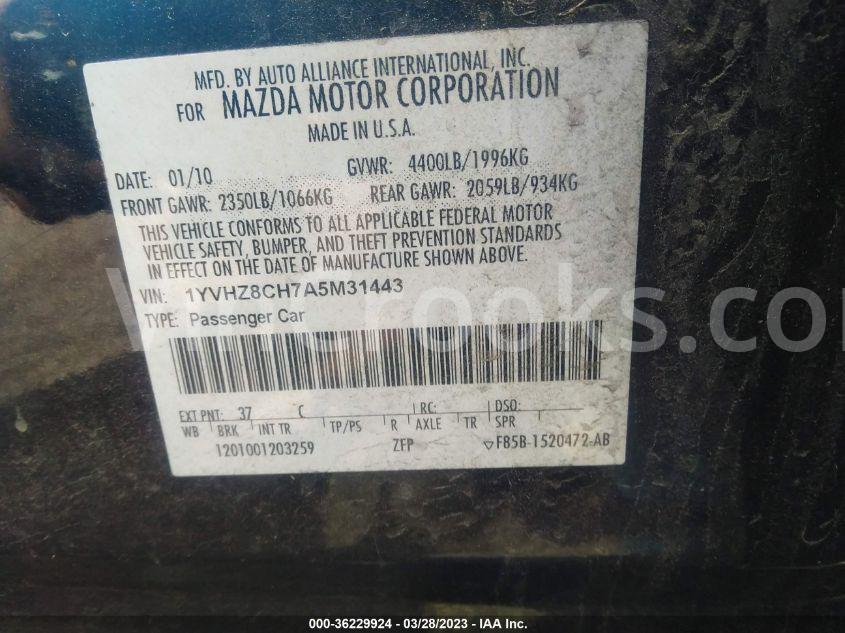 MFD. BY AUTO ALLIANCE INTERNATIONAL, INC.
FOR MAZDA MOTOR CORPORATION
MADE IN U.S.A.
DATE: 01/10 GVWR: 4400LB/1996KG
FRONT GAWR: 2350LB/1066KG REAR GAWR: 2059LB/934KG
THIS VEHICLE CONFORMS TO ALL APPLICABLE FEDERAL MOTOR
VEHICLE SAFETY, BUMPER, AND THEFT PREVENTION STANDARDS
IN EFFECT ON THE DATE OF MANUFACTURE SHOWN ABOVE.
VIN: 1YVHZ8CH7A5M31443
TYPE: Passenger Car
EXT PNT: 37 C RC: DSO:
WB BRK INT TR TP/PS R AXLE TR SPR
1201001203259 ZFP ▽F85B-1520472-AB
000-36229924 - 03/28/2023 - IAA Inc.